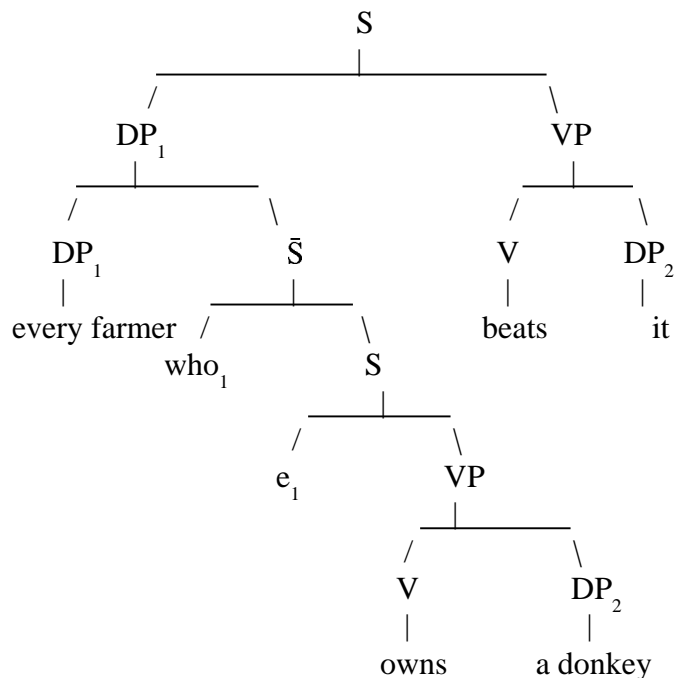 S
DP₁ VP
DP₁ S̄ V DP₂
every farmer beats it
who₁ S
e₁ VP
V DP₂
owns a donkey